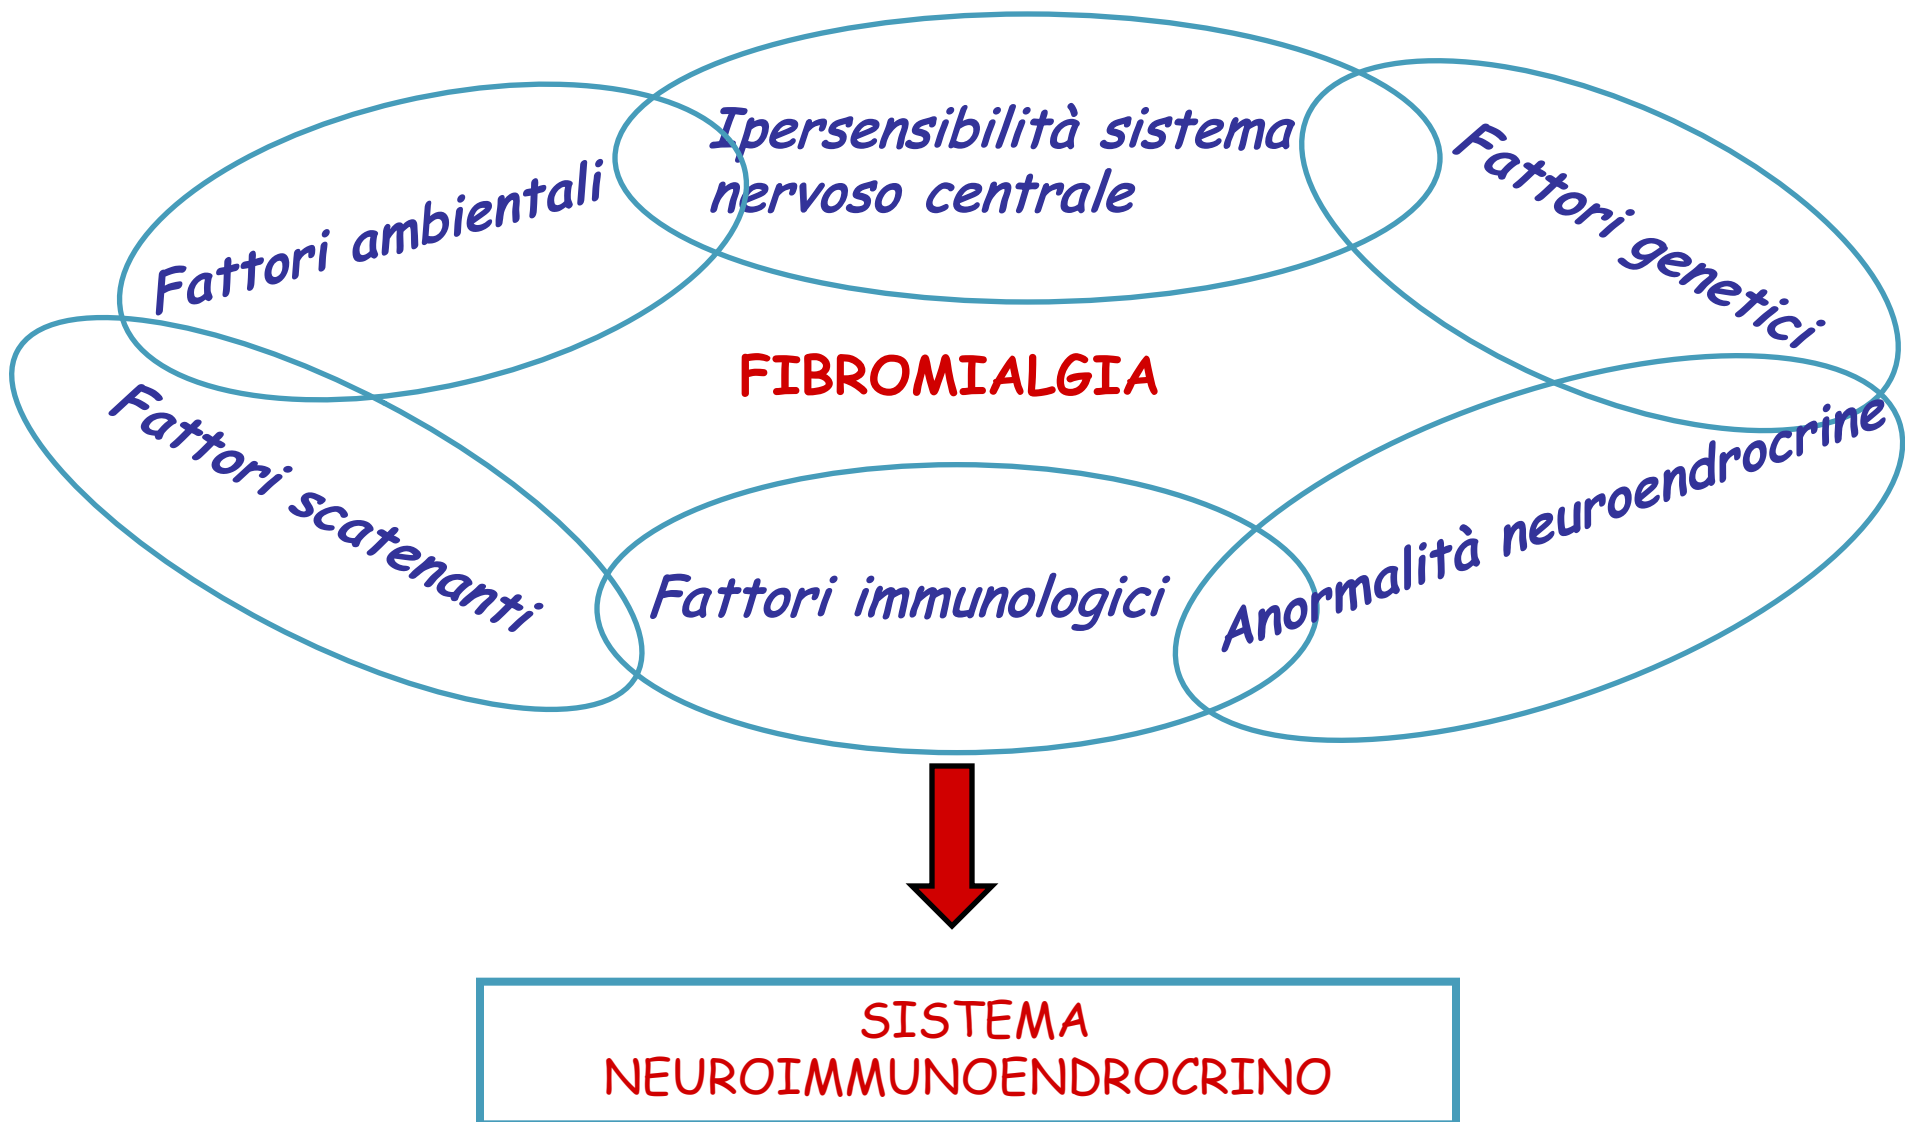 Ipersensibilità sistema
nervoso centrale
Fattori ambientali
Fattori genetici
FIBROMIALGIA
Fattori scatenanti
Fattori immunologici
Anormalità neuroendrocrine
SISTEMA
NEUROIMMUNOENDROCRINO